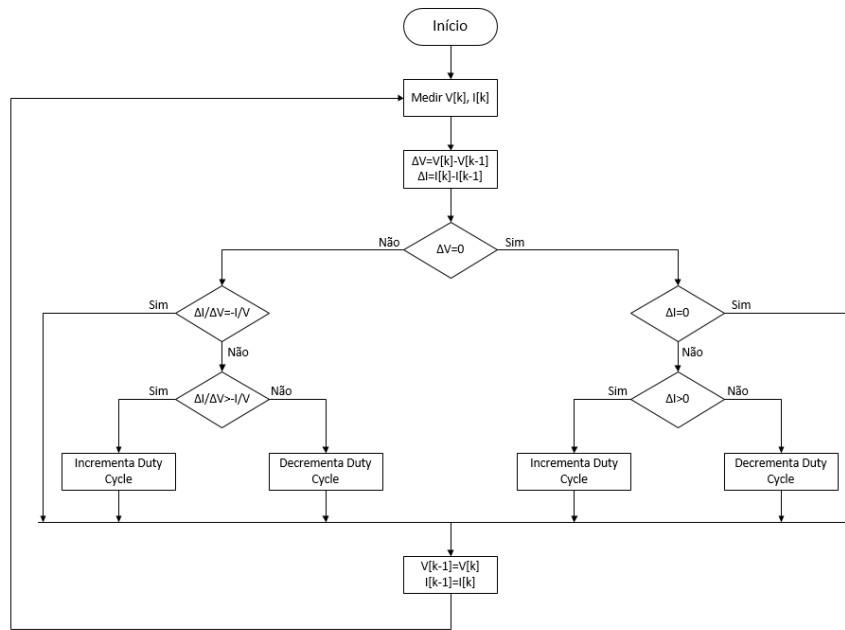 Início
Medir V[k], I[k]
ΔV=V[k]-V[k-1]
ΔI=I[k]-I[k-1]
Não
ΔV=0
Sim
Sim
ΔI/ΔV=-I/V
Não
Sim
ΔI/ΔV>-I/V
Não
Incrementa Duty
Cycle
Decrementa Duty
Cycle
ΔI=0
Sim
Não
Sim
ΔI>0
Não
Incrementa Duty
Cycle
Decrementa Duty
Cycle
V[k-1]=V[k]
I[k-1]=I[k]